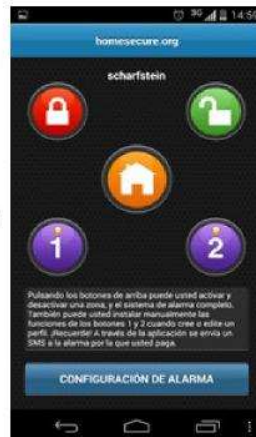 3G 14:56
homesecure.org
scharfstein
1
2
Pulsando los botones de arriba puede usted activar y
desactivar una zona, y el sistema de alarma completo.
También puede usted instalar manualmente las
funciones de los botones 1 y 2 cuando cree o edite un
perfil. ¡Recuerde! A través de la aplicación se envía un
SMS a la alarma por la que usted paga.
CONFIGURACIÓN DE ALARMA